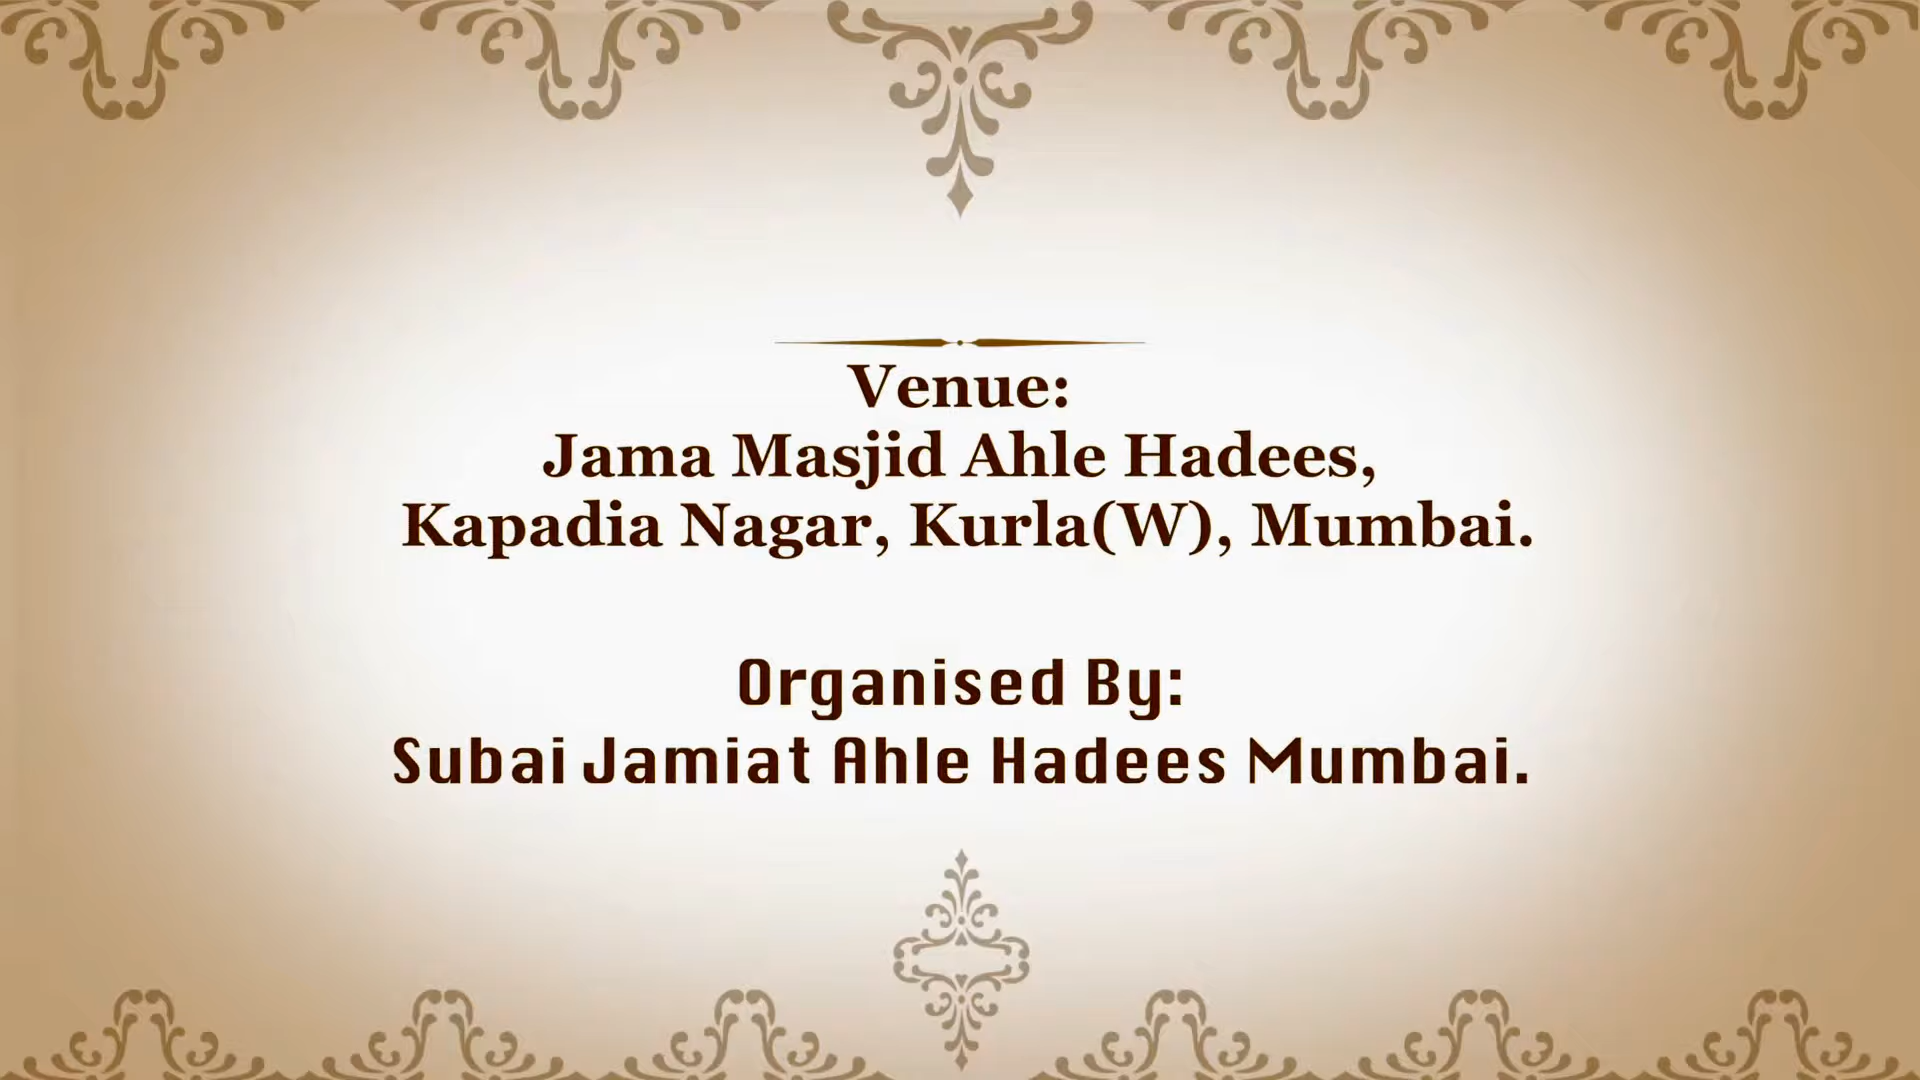 Venue:
Jama Masjid Ahle Hadees,
Kapadia Nagar, Kurla(W), Mumbai.
Organised By:
Subai Jamiat Ahle Hadees Mumbai.